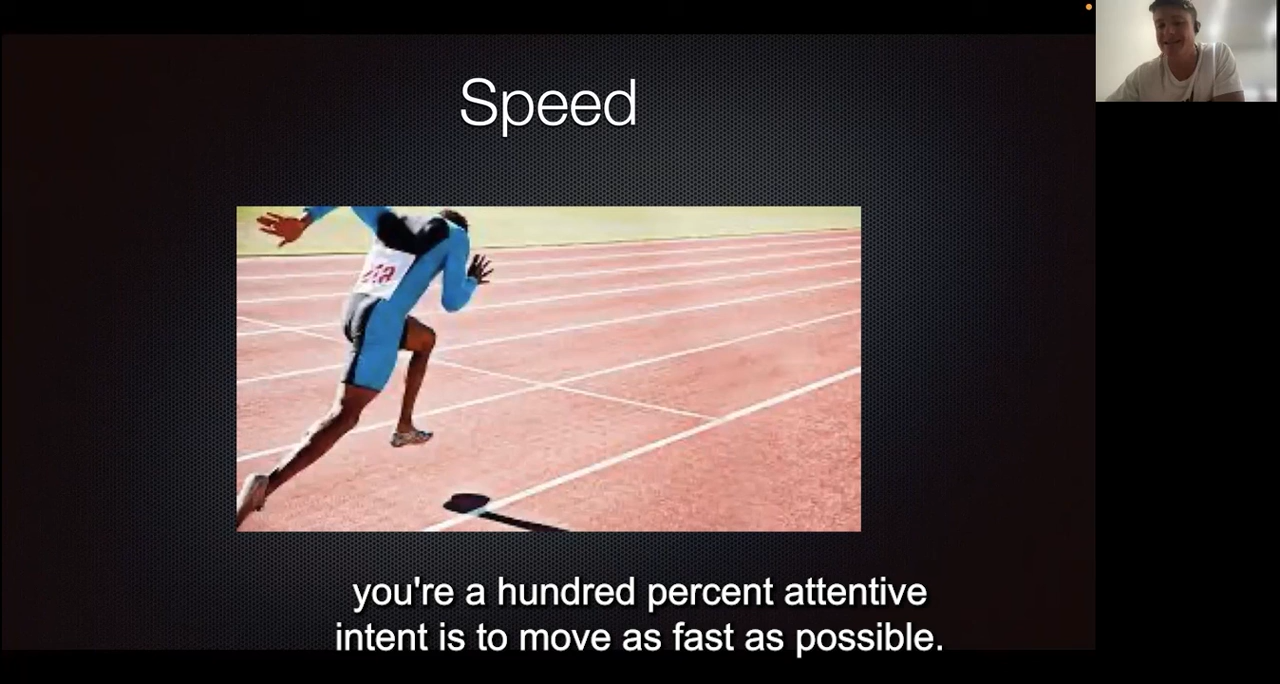 Speed
you're a hundred percent attentive
intent is to move as fast as possible.